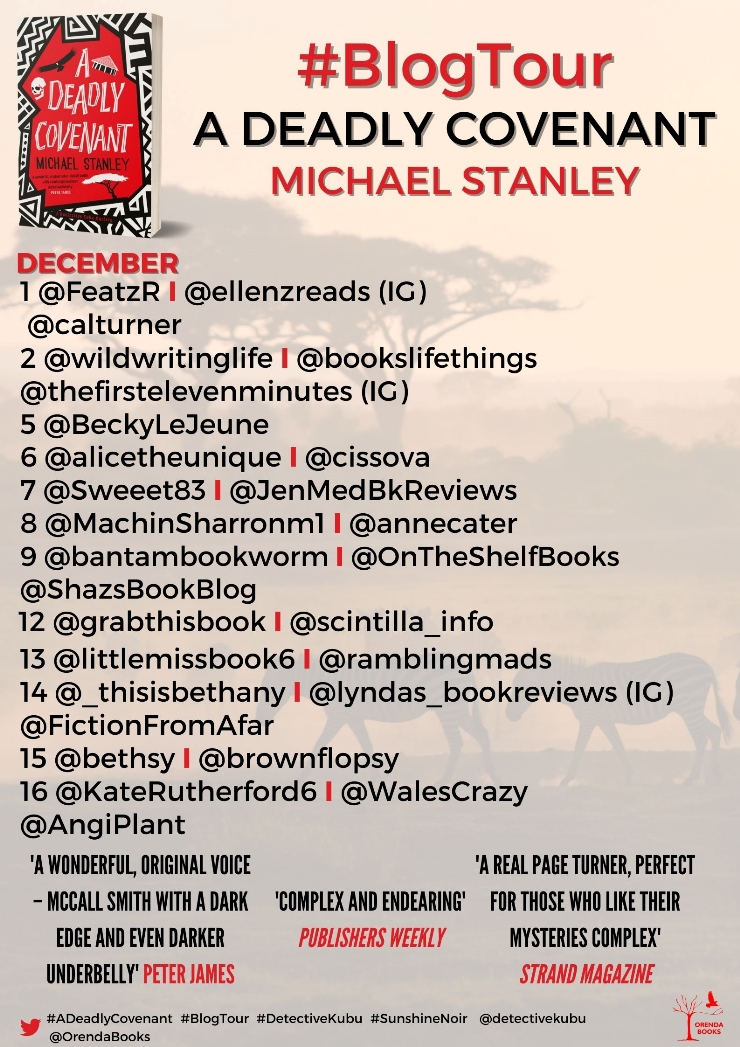 #BlogTour
A DEADLY COVENANT
MICHAEL STANLEY
A
DEADLY
COVENANT
MICHAEL STANLEY
PETER JAMES
DECEMBER
1 @FeatzR I @ellenzreads (IG)
@calturner
2 @wildwritinglife I @bookslifethings
@thefirstelevenminutes (IG)
5 @BeckyLeJeune
6 @alicetheunique I @cissova
7 @Sweeet83 I @JenMedBkReviews
8 @MachinSharronm1 I @annecater
9 @bantambookworm I @OnTheShelfBooks
@ShazsBookBlog
12 @grabthisbook I @scintilla_info
13 @littlemissbook6 I @ramblingmads
14 @_thisisbethany I @lyndas_bookreviews (IG)
@FictionFromAfar
15 @bethsy I @brownflopsy
16 @KateRutherford6 I @WalesCrazy
@AngiPlant
'A WONDERFUL, ORIGINAL VOICE
– MCCALL SMITH WITH A DARK
EDGE AND EVEN DARKER
UNDERBELLY' PETER JAMES
'COMPLEX AND ENDEARING'
PUBLISHERS WEEKLY
'A REAL PAGE TURNER, PERFECT
FOR THOSE WHO LIKE THEIR
MYSTERIES COMPLEX'
STRAND MAGAZINE
#ADeadlyCovenant #BlogTour #DetectiveKubu #SunshineNoir @detectivekubu
@OrendaBooks
ORENDA
BOOKS